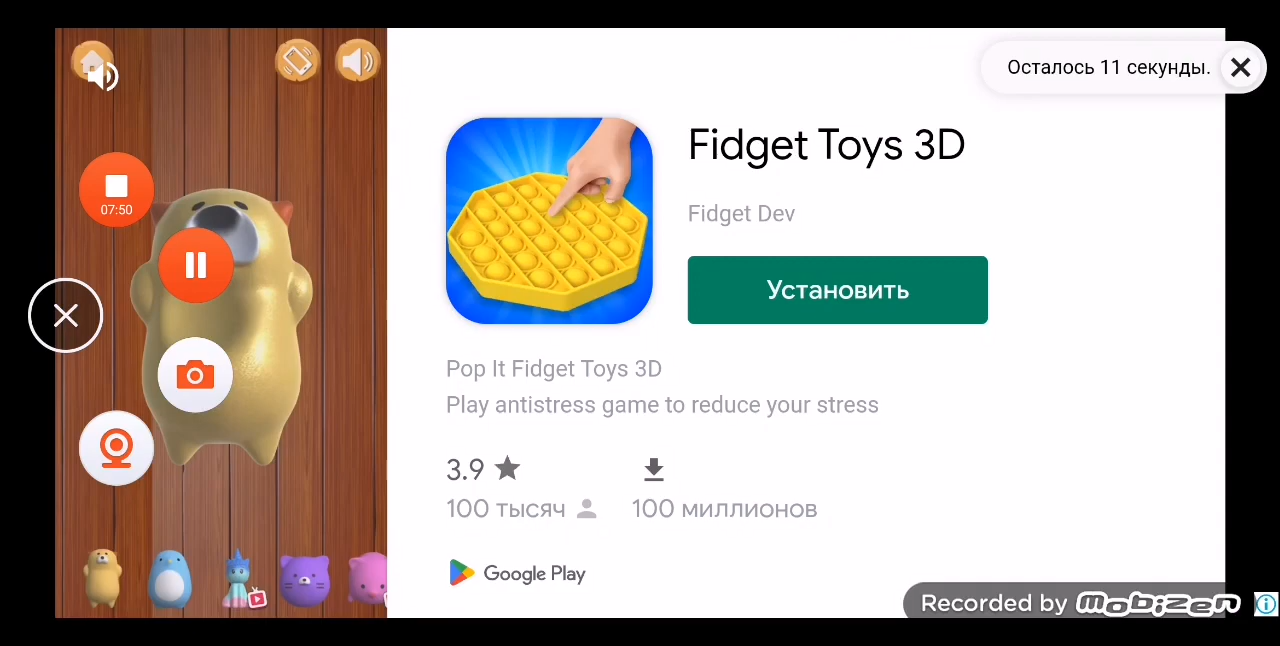 Осталось 11 секунды.
Fidget Toys 3D
Fidget Dev
07:50
Установить
Pop It Fidget Toys 3D
Play antistress game to reduce your stress
3.9
100 тысяч
100 миллионов
Google Play
Recorded by mobizen